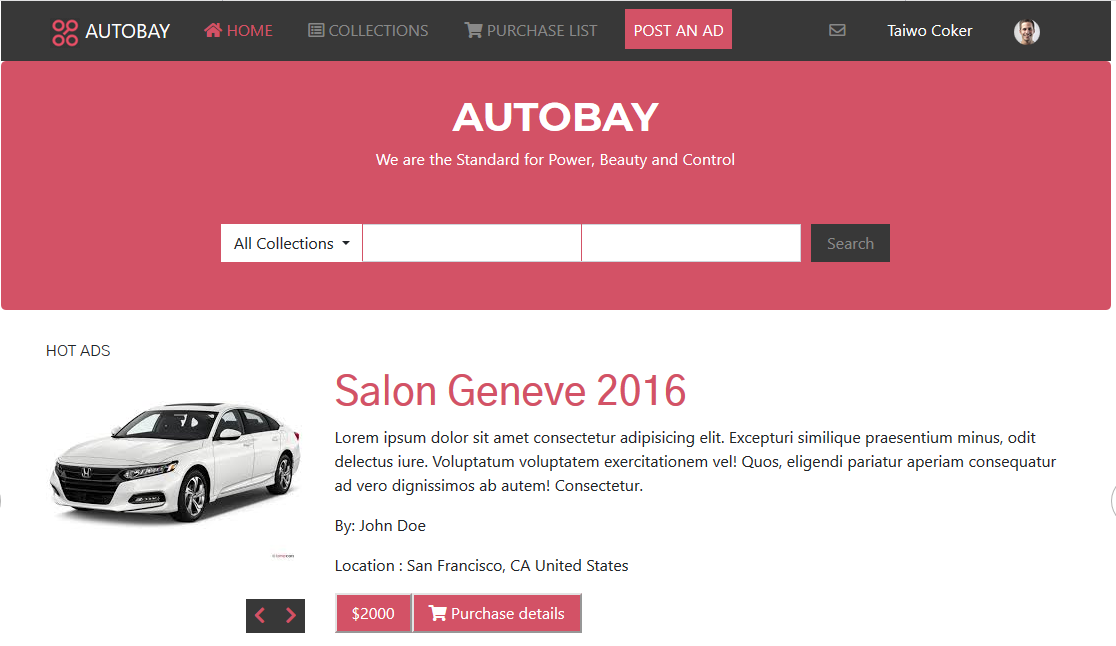 AUTOBAY HOME COLLECTIONS PURCHASE LIST POST AN AD Taiwo Coker
AUTOBAY
We are the Standard for Power, Beauty and Control
All Collections Search
HOT ADS
Salon Geneve 2016
Lorem ipsum dolor sit amet consectetur adipisicing elit. Excepturi similique praesentium minus, odit
delectus iure. Voluptatum voluptatem exercitationem vel! Quos, eligendi pariatur aperiam consequatur
ad vero dignissimos ab autem! Consectetur.
By: John Doe
Location : San Francisco, CA United States
$2000 Purchase details